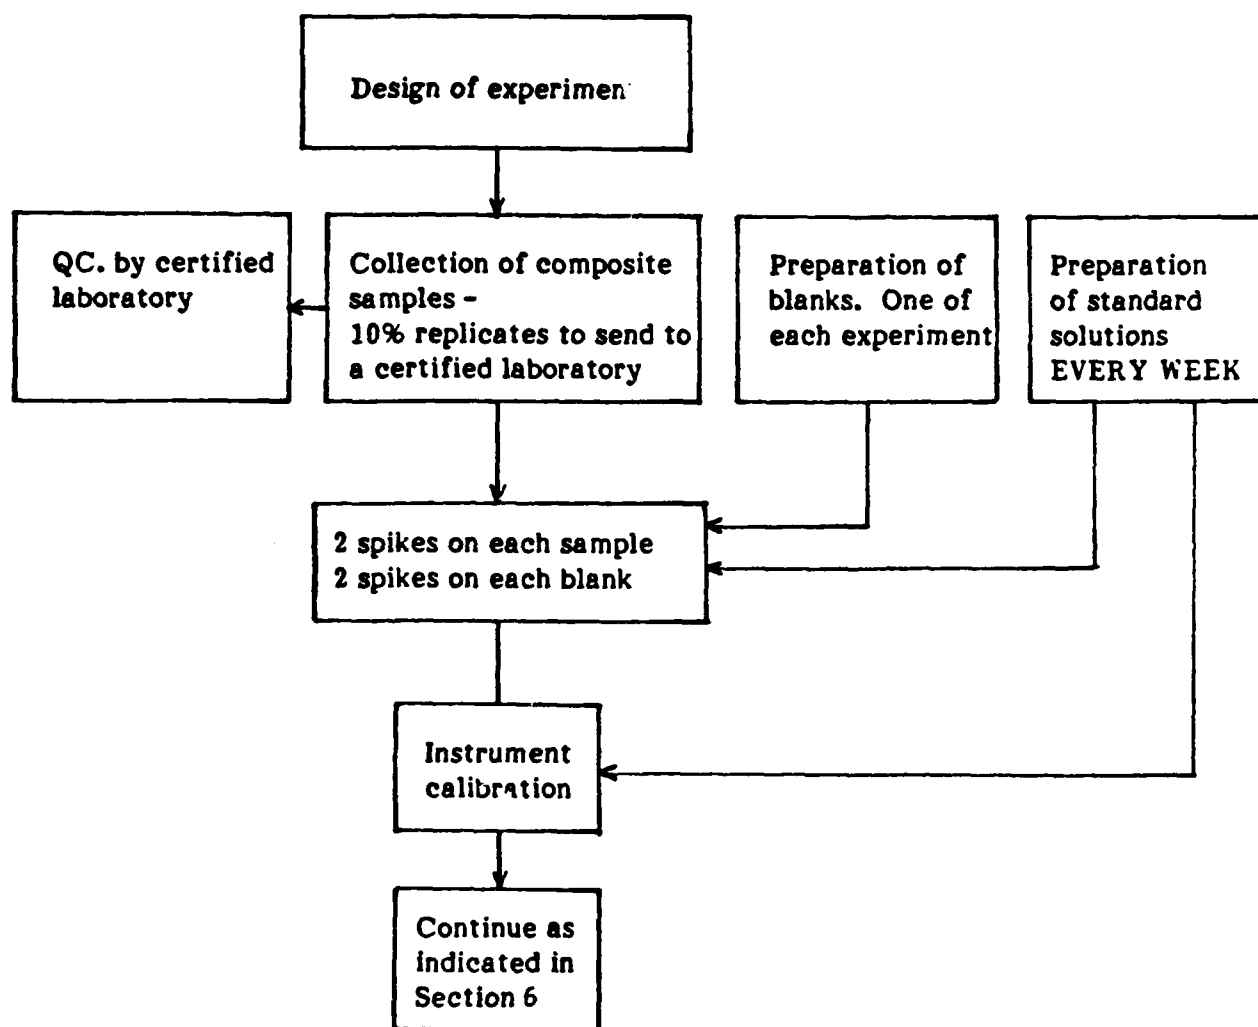 Design of experimen
QC. by certified
laboratory
Collection of composite
samples -
10% replicates to send to
a certified laboratory
Preparation of
blanks. One of
each experiment
Preparation
of standard
solutions
EVERY WEEK
2 spikes on each sample
2 spikes on each blank
Instrument
calibration
Continue as
indicated in
Section 6